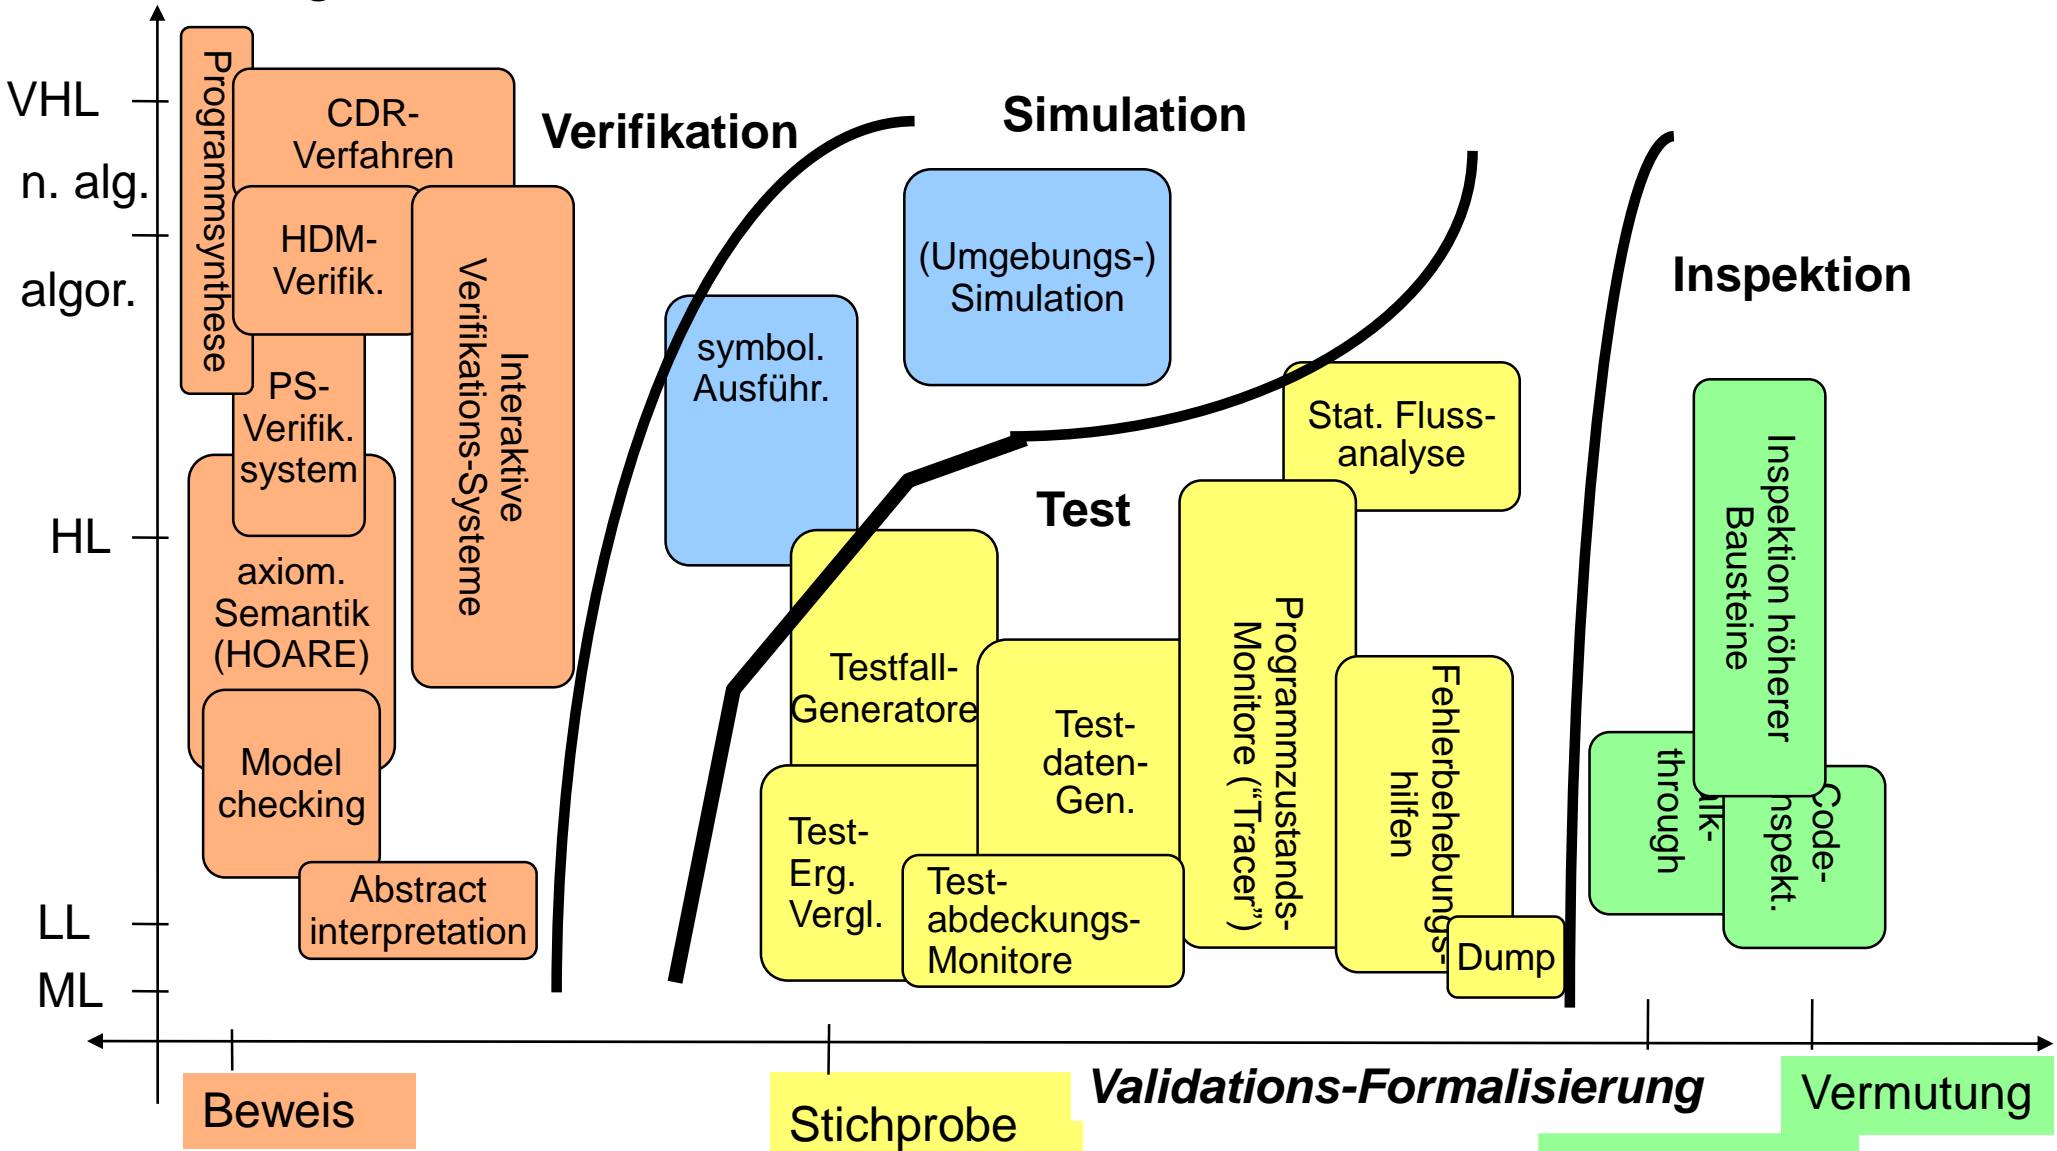 VHL
n. alg.
algor.
HL
LL
ML
Programmsynthese
CDR-
Verfahren
HDM-
Verifik.
PS-
Verifik.
system
Interaktive
Verifikations-Systeme
axiom.
Semantik
(HOARE)
Model
checking
Abstract
interpretation
Verifikation
Simulation
(Umgebungs-)
Simulation
symbol.
Ausführ.
Test
Stat. Fluss-
analyse
Testfall-
Generatore
Test-
daten-
Gen.
Test-
Erg.
Vergl.
Test-
abdeckungs-
Monitore
Programmzustands-
Monitore (“Tracer”)
Fehlerbehebungs-
hilfen
Dump
Inspektion
Inspektion höherer
Bausteine
alk-
through
Code-
nspekt.
Beweis
Stichprobe
Validations-Formalisierung
Vermutung